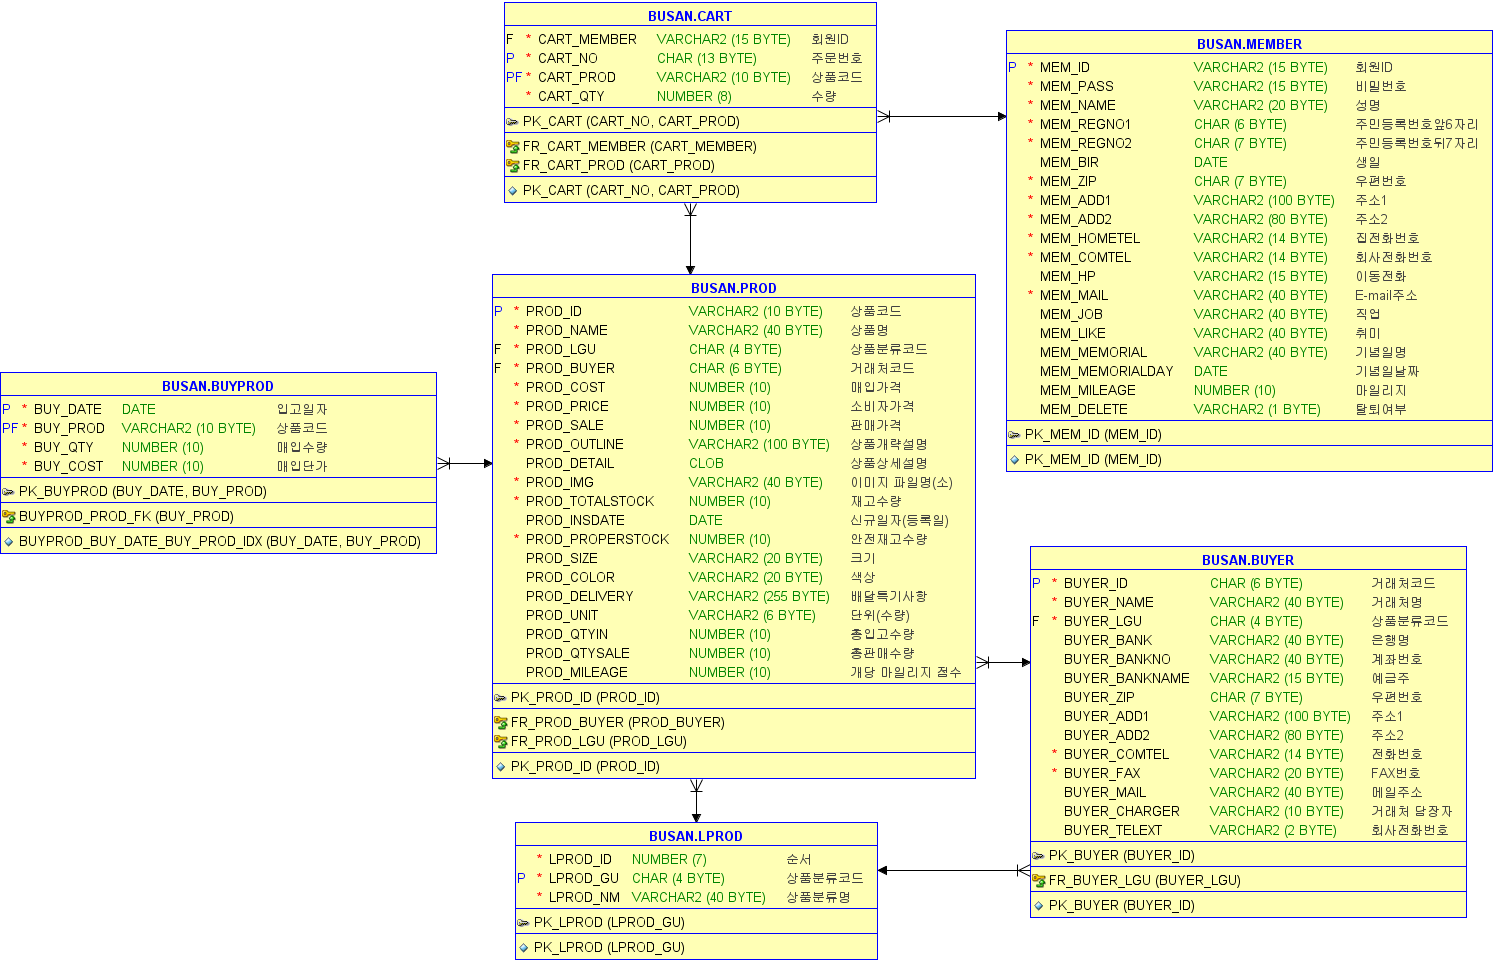 BUSAN.CART
F * CART_MEMBER VARCHAR2 (15 BYTE) 회원ID
P * CART_NO CHAR (13 BYTE) 주문번호
PF * CART_PROD VARCHAR2 (10 BYTE) 상품코드
* CART_QTY NUMBER (8) 수량
PK_CART (CART_NO, CART_PROD)
FR_CART_MEMBER (CART_MEMBER)
FR_CART_PROD (CART_PROD)
PK_CART (CART_NO, CART_PROD)
BUSAN.MEMBER
P * MEM_ID VARCHAR2 (15 BYTE) 회원ID
* MEM_PASS VARCHAR2 (15 BYTE) 비밀번호
* MEM_NAME VARCHAR2 (20 BYTE) 성명
* MEM_REGNO1 CHAR (6 BYTE) 주민등록번호앞6자리
* MEM_REGNO2 CHAR (7 BYTE) 주민등록번호뒤7자리
MEM_BIR DATE 생일
* MEM_ZIP CHAR (7 BYTE) 우편번호
* MEM_ADD1 VARCHAR2 (100 BYTE) 주소1
* MEM_ADD2 VARCHAR2 (80 BYTE) 주소2
* MEM_HOMETEL VARCHAR2 (14 BYTE) 집전화번호
* MEM_COMTEL VARCHAR2 (14 BYTE) 회사전화번호
MEM_HP VARCHAR2 (15 BYTE) 이동전화
* MEM_MAIL VARCHAR2 (40 BYTE) E-mail주소
MEM_JOB VARCHAR2 (40 BYTE) 직업
MEM_LIKE VARCHAR2 (40 BYTE) 취미
MEM_MEMORIAL VARCHAR2 (40 BYTE) 기념일명
MEM_MEMORIALDAY DATE 기념일날짜
MEM_MILEAGE NUMBER (10) 마일리지
MEM_DELETE VARCHAR2 (1 BYTE) 탈퇴여부
PK_MEM_ID (MEM_ID)
PK_MEM_ID (MEM_ID)
BUSAN.PROD
P * PROD_ID VARCHAR2 (10 BYTE) 상품코드
* PROD_NAME VARCHAR2 (40 BYTE) 상품명
F * PROD_LGU CHAR (4 BYTE) 상품분류코드
F * PROD_BUYER CHAR (6 BYTE) 거래처코드
* PROD_COST NUMBER (10) 매입가격
* PROD_PRICE NUMBER (10) 소비자가격
* PROD_SALE NUMBER (10) 판매가격
* PROD_OUTLINE VARCHAR2 (100 BYTE) 상품개략설명
PROD_DETAIL CLOB 상품상세설명
* PROD_IMG VARCHAR2 (40 BYTE) 이미지 파일명(소)
* PROD_TOTALSTOCK NUMBER (10) 재고수량
PROD_INSDATE DATE 신규일자(등록일)
* PROD_PROPERSTOCK NUMBER (10) 안전재고수량
PROD_SIZE VARCHAR2 (20 BYTE) 크기
PROD_COLOR VARCHAR2 (20 BYTE) 색상
PROD_DELIVERY VARCHAR2 (255 BYTE) 배달특기사항
PROD_UNIT VARCHAR2 (6 BYTE) 단위(수량)
PROD_QTYIN NUMBER (10) 총입고수량
PROD_QTYSALE NUMBER (10) 총판매수량
PROD_MILEAGE NUMBER (10) 개당 마일리지 점수
PK_PROD_ID (PROD_ID)
FR_PROD_BUYER (PROD_BUYER)
FR_PROD_LGU (PROD_LGU)
PK_PROD_ID (PROD_ID)
BUSAN.BUYPROD
P * BUY_DATE DATE 입고일자
PF * BUY_PROD VARCHAR2 (10 BYTE) 상품코드
* BUY_QTY NUMBER (10) 매입수량
* BUY_COST NUMBER (10) 매입단가
PK_BUYPROD (BUY_DATE, BUY_PROD)
BUYPROD_PROD_FK (BUY_PROD)
BUYPROD_BUY_DATE_BUY_PROD_IDX (BUY_DATE, BUY_PROD)
BUSAN.BUYER
P * BUYER_ID CHAR (6 BYTE) 거래처코드
* BUYER_NAME VARCHAR2 (40 BYTE) 거래처명
F * BUYER_LGU CHAR (4 BYTE) 상품분류코드
BUYER_BANK VARCHAR2 (40 BYTE) 은행명
BUYER_BANKNO VARCHAR2 (40 BYTE) 계좌번호
BUYER_BANKNAME VARCHAR2 (15 BYTE) 예금주
BUYER_ZIP CHAR (7 BYTE) 우편번호
BUYER_ADD1 VARCHAR2 (100 BYTE) 주소1
BUYER_ADD2 VARCHAR2 (80 BYTE) 주소2
* BUYER_COMTEL VARCHAR2 (14 BYTE) 전화번호
* BUYER_FAX VARCHAR2 (20 BYTE) FAX번호
BUYER_MAIL VARCHAR2 (40 BYTE) 메일주소
BUYER_CHARGER VARCHAR2 (10 BYTE) 거래처 담장자
BUYER_TELEXT VARCHAR2 (2 BYTE) 회사전화번호
PK_BUYER (BUYER_ID)
FR_BUYER_LGU (BUYER_LGU)
PK_BUYER (BUYER_ID)
BUSAN.LPROD
* LPROD_ID NUMBER (7) 순서
P * LPROD_GU CHAR (4 BYTE) 상품분류코드
* LPROD_NM VARCHAR2 (40 BYTE) 상품분류명
PK_LPROD (LPROD_GU)
PK_LPROD (LPROD_GU)